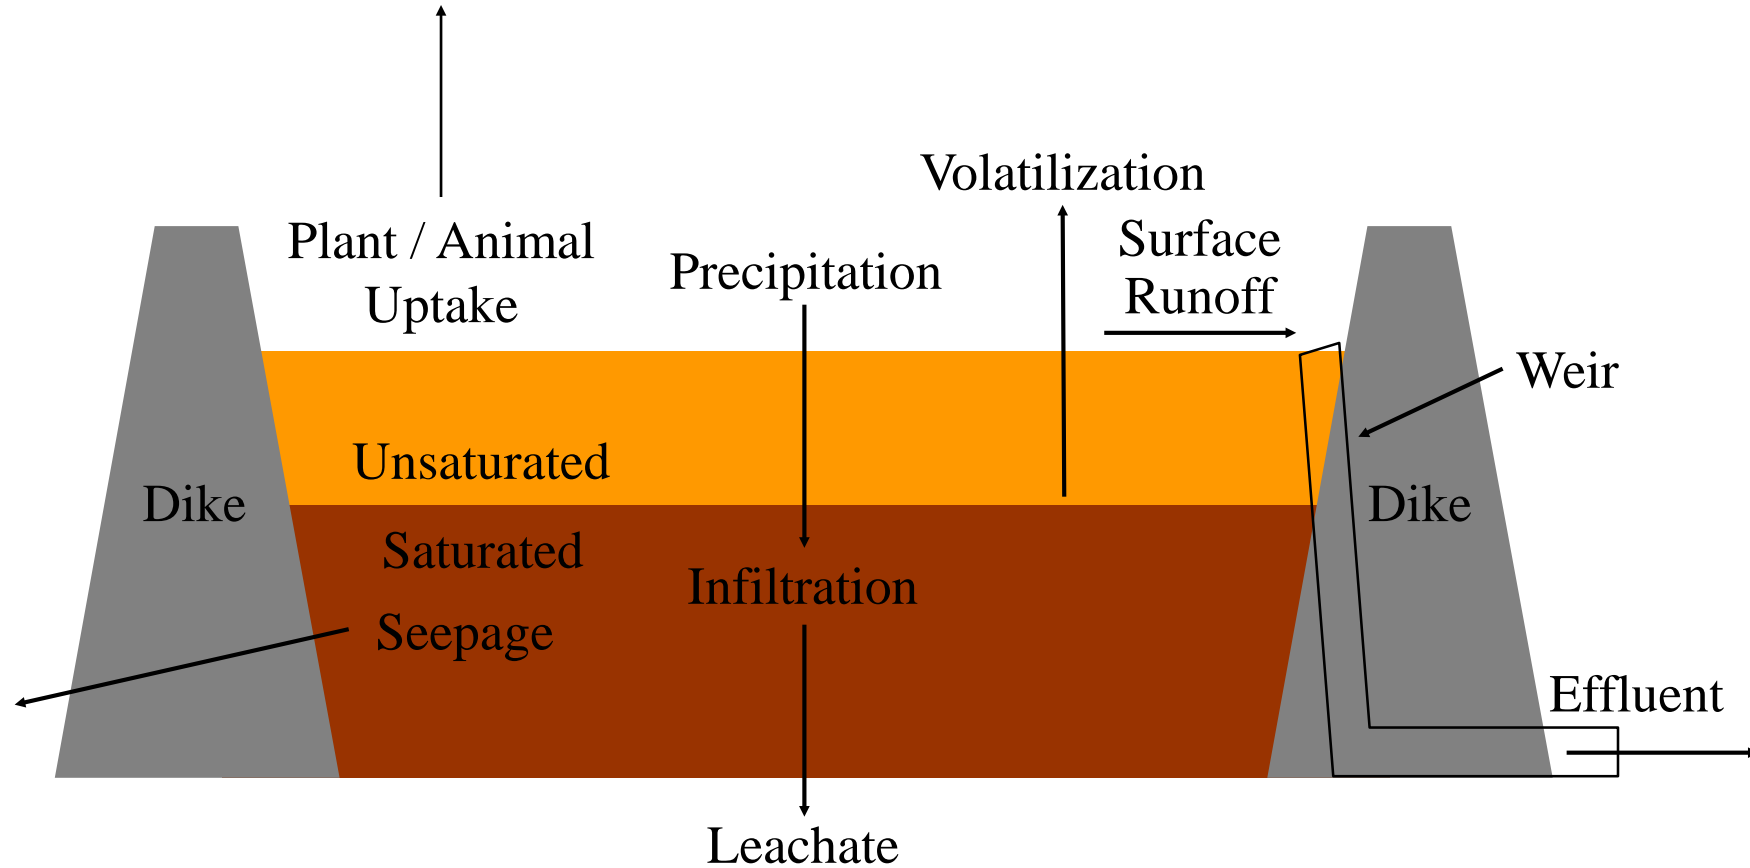 Volatilization
Plant / Animal
Uptake
Precipitation
Surface
Runoff
Weir
Unsaturated
Dike
Dike
Saturated
Infiltration
Seepage
Effluent
Leachate